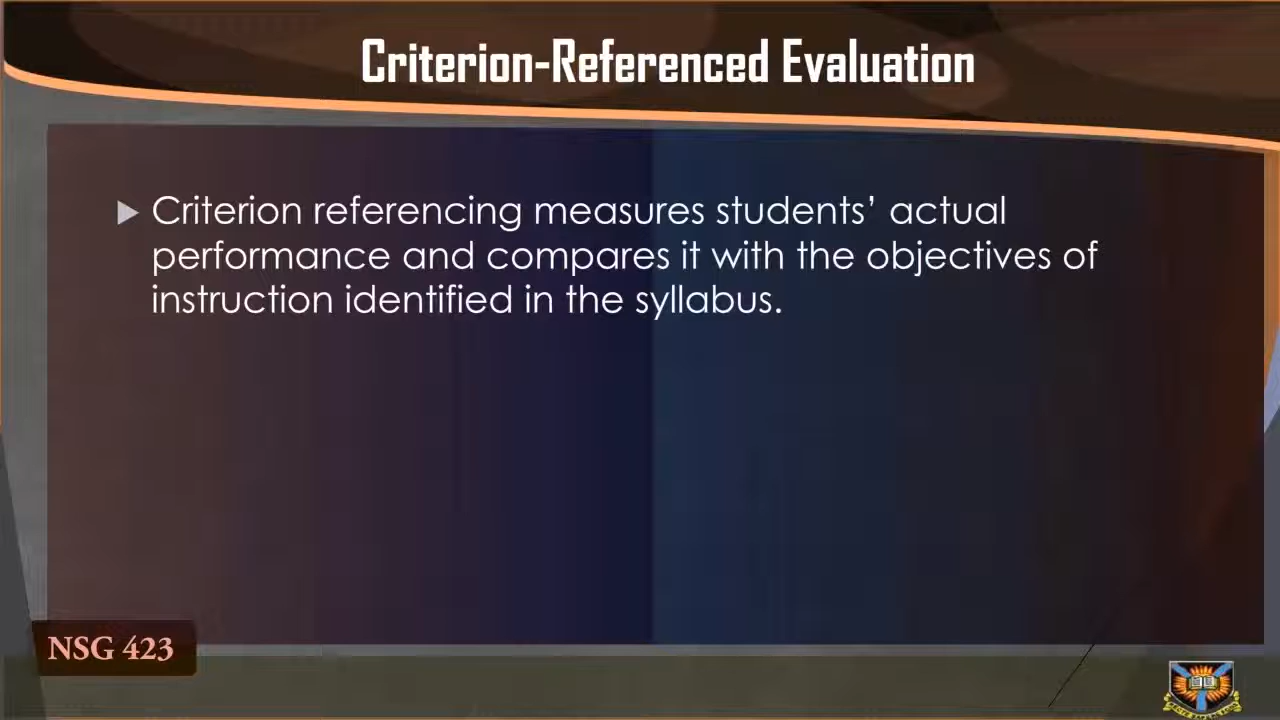 Criterion-Referenced Evaluation
Criterion referencing measures students’ actual
performance and compares it with the objectives of
instruction identified in the syllabus.
NSG 423